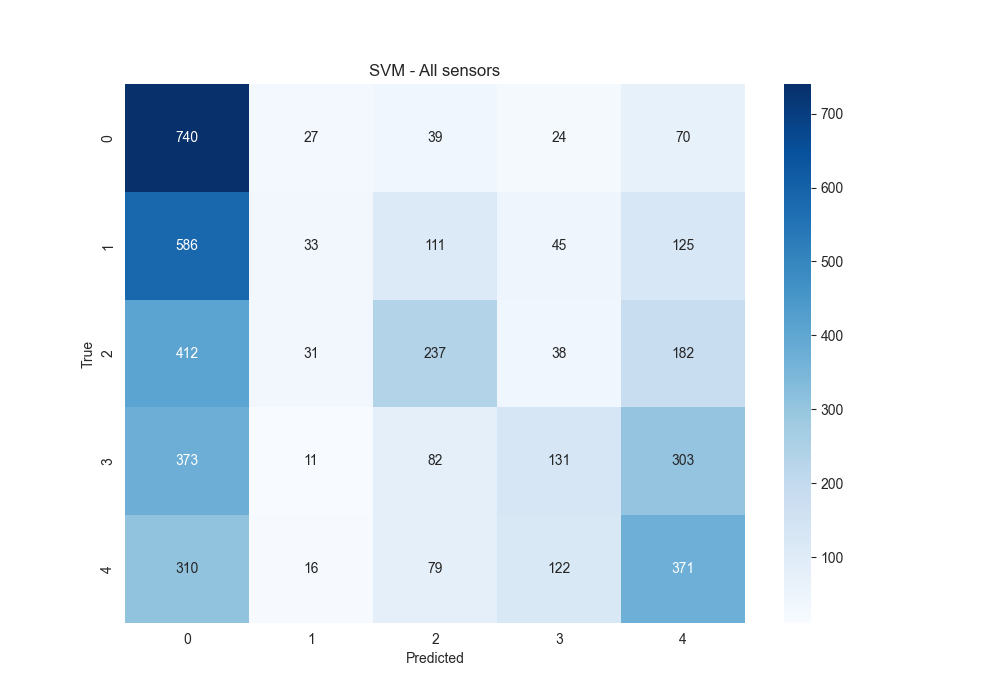 SVM - All sensors
0 740 27 39 24 70
1 586 33 111 45 125
2 412 31 237 38 182
3 373 11 82 131 303
4 310 16 79 122 371
0 1 2 3 4
Predicted
True
700
600
500
400
300
200
100